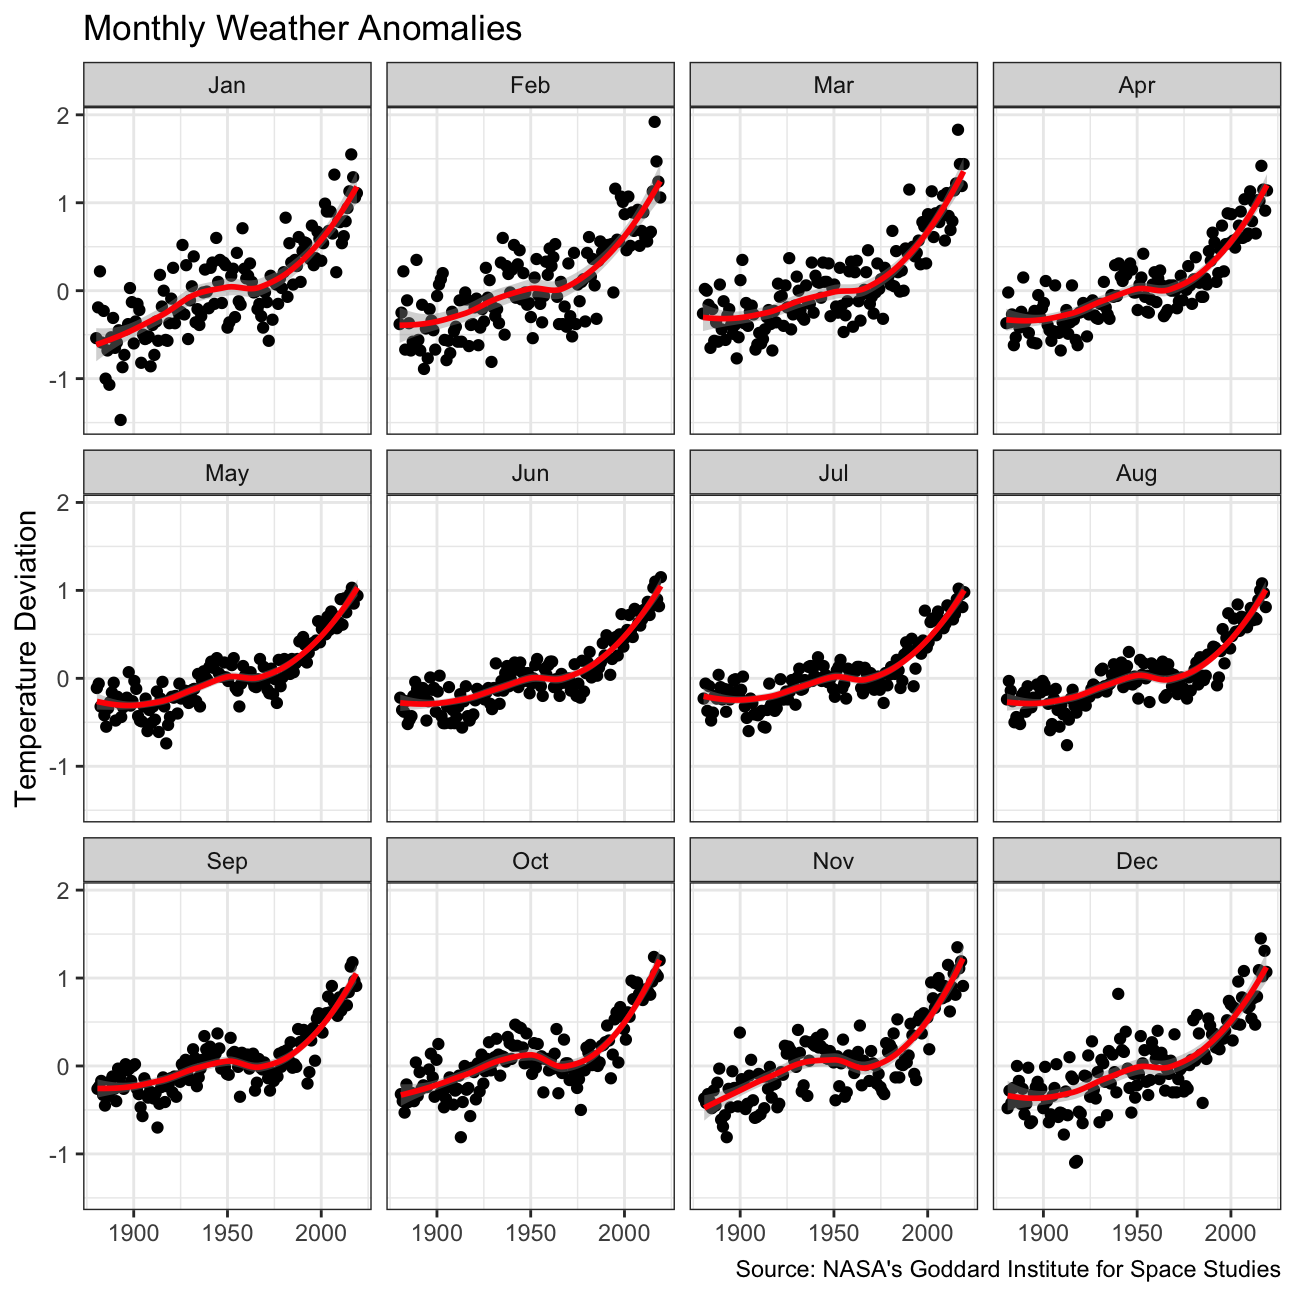 Monthly Weather Anomalies
Jan Feb Mar Apr
2
1
0
-1
May Jun Jul Aug
2
1
0
-1
Temperature Deviation
Sep Oct Nov Dec
2
1
0
-1
1900 1950 2000 1900 1950 2000 1900 1950 2000 1900 1950 2000
Source: NASA's Goddard Institute for Space Studies